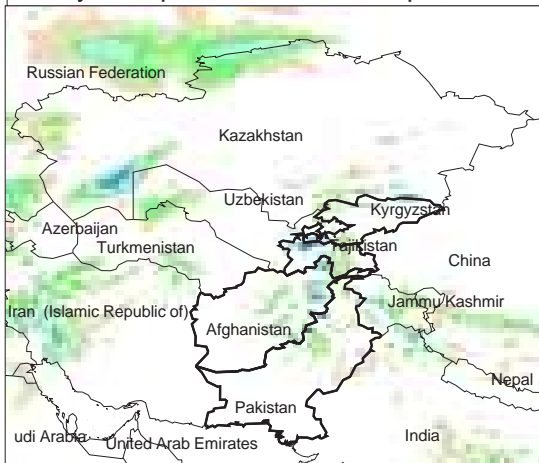 Russian Federation
Kazakhstan
Uzbekistan
Kyrgyzstan
Azerbaijan
Turkmenistan
Tajikistan
China
Iran (Islamic Republic of)
Jammu Kashmir
Afghanistan
Nepal
Pakistan
udi Arabia
United Arab Emirates
India